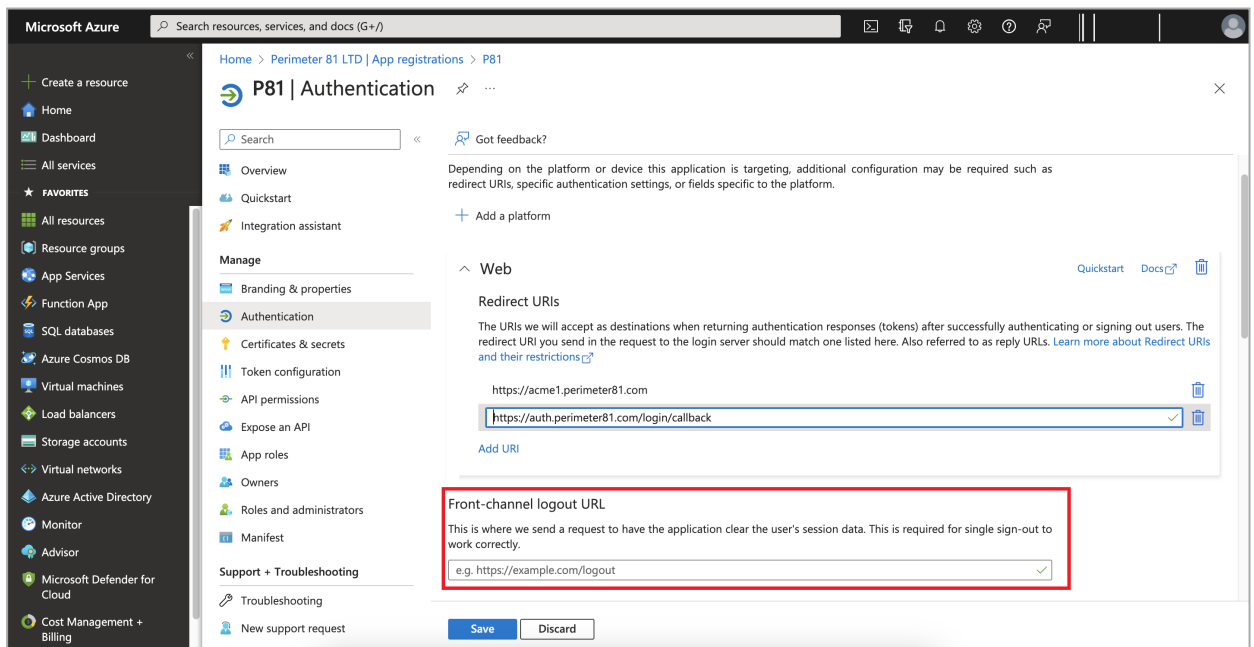 Microsoft Azure
Search resources, services, and docs (G+/)
Create a resource
Home
Dashboard
All services
FAVORITES
All resources
Resource groups
App Services
Function App
SQL databases
Azure Cosmos DB
Virtual machines
Load balancers
Storage accounts
Virtual networks
Azure Active Directory
Monitor
Advisor
Microsoft Defender for
Cloud
Cost Management +
Billing
Home > Perimeter 81 LTD | App registrations > P81
P81 | Authentication
Search
Overview
Quickstart
Integration assistant
Manage
Branding & properties
Authentication
Certificates & secrets
Token configuration
API permissions
Expose an API
App roles
Owners
Roles and administrators
Manifest
Support + Troubleshooting
Troubleshooting
New support request
Got feedback?
Depending on the platform or device this application is targeting, additional configuration may be required such as
redirect URIs, specific authentication settings, or fields specific to the platform.
Add a platform
Web
Quickstart Docs
Redirect URIs
The URIs we will accept as destinations when returning authentication responses (tokens) after successfully authenticating or signing out users. The
redirect URI you send in the request to the login server should match one listed here. Also referred to as reply URLs. Learn more about Redirect URIs
and their restrictions
https://acme1.perimeter81.com
https://auth.perimeter81.com/login/callback
Add URI
Front-channel logout URL
This is where we send a request to have the application clear the user's session data. This is required for single sign-out to
work correctly.
e.g. https://example.com/logout
Save Discard